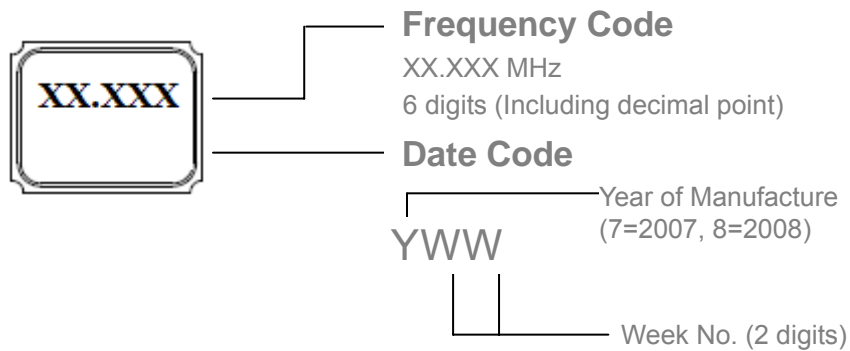 Frequency Code
XX.XXX MHz
XX.XXX
6 digits (Including decimal point)
Date Code
Year of Manufacture
(7=2007, 8=2008)
YWW
Week No. (2 digits)